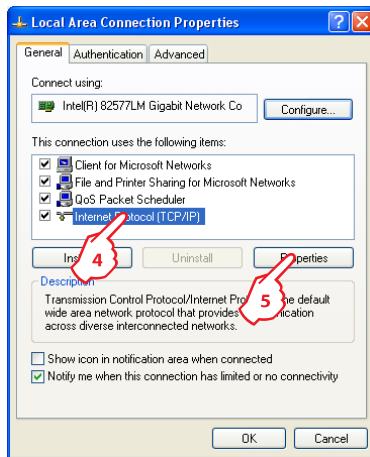 Local Area Connection Properties
General Authentication Advanced
Connect using:
Intel(R) 82577LM Gigabit Network Co
Configure...
This connection uses the following items:
Client for Microsoft Networks
File and Printer Sharing for Microsoft Networks
QoS Packet Scheduler
Internet Protocol (TCP/IP)
4
Uninstall
Properties
5
Description
Transmission Control Protocol/Internet default
wide area network protocol that provides
across diverse interconnected networks.
Show icon in notification area when connected
Notify me when this connection has limited or no connectivity
OK Cancel